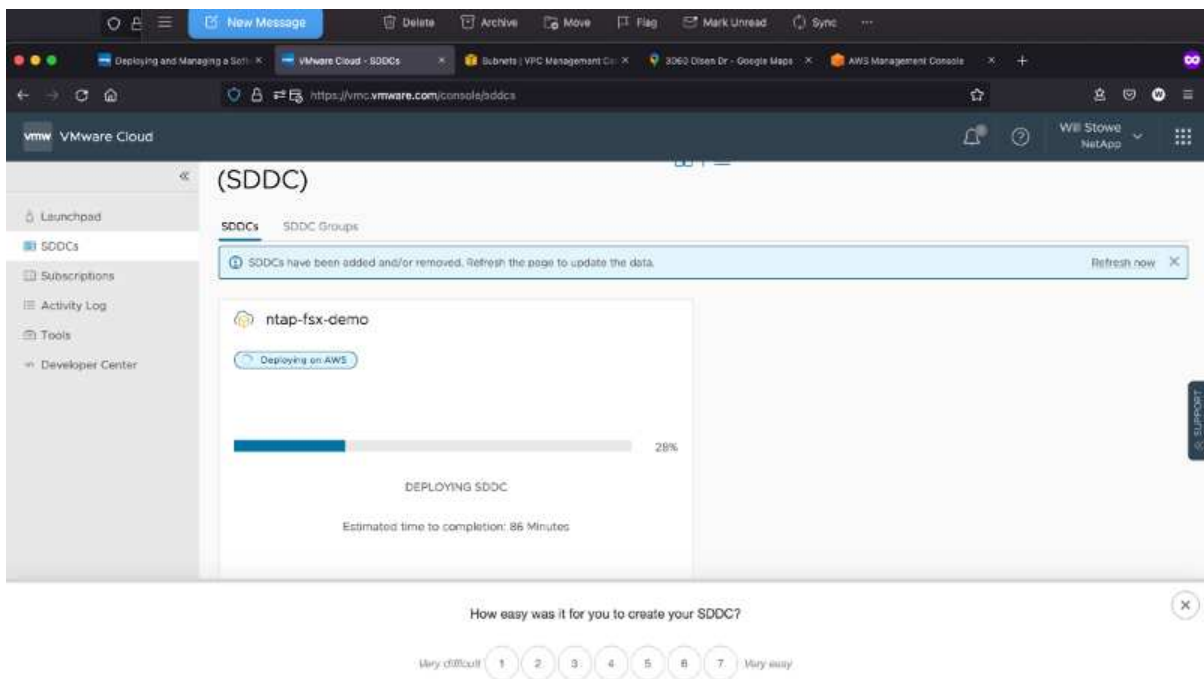 New Message Delete Archive Move Flag Mark Unread Sync ...
Deploying and Managing a Soft VMware Cloud - SDDCs Subnets | VPC Management Co 3060 Olsen Dr - Google Maps AWS Management Console
https://vmc.vmware.com/console/sddcs
vmw VMware Cloud
Will Stowe
NetApp
(SDDC)
Launchpad
SDDCs
Subscriptions
Activity Log
Tools
Developer Center
SDDCs SDDC Groups
SDDCs have been added and/or removed. Refresh the page to update the data. Refresh now
ntap-fsx-demo
Deploying on AWS
28%
DEPLOYING SDDC
Estimated time to completion: 86 Minutes
SUPPORT
How easy was it for you to create your SDDC?
Very difficult 1 2 3 4 5 6 7 Very easy